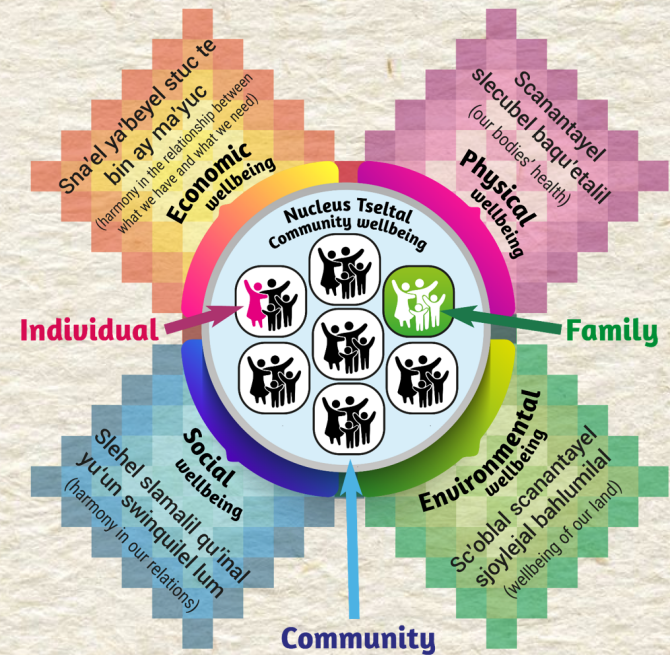 Sna'el ya'beyel stuc te
bin ay ma'yuc
(harmony in the relationship between
what we have and what we need)
Economic
wellbeing
Scanantayel
slecubel baqu'etalil
(our bodies' health)
Physical
wellbeing
Nucleus Tseltal
Community wellbeing
Individual
Family
Social
wellbeing
Slehel slamalil qu'inal
yu'un swinquilel lum
(harmony in our relations)
Environmental
wellbeing
Sc'oblal scanantayel
sjoylejal bahlumilal
(wellbeing of our land)
Community